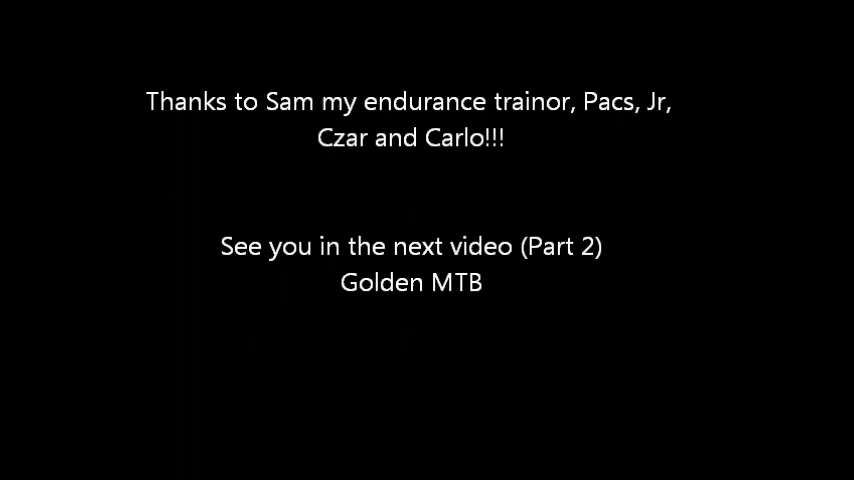 Thanks to Sam my endurance trainor, Pacs, Jr,
Czar and Carlo!!!
See you in the next video (Part 2)
Golden MTB